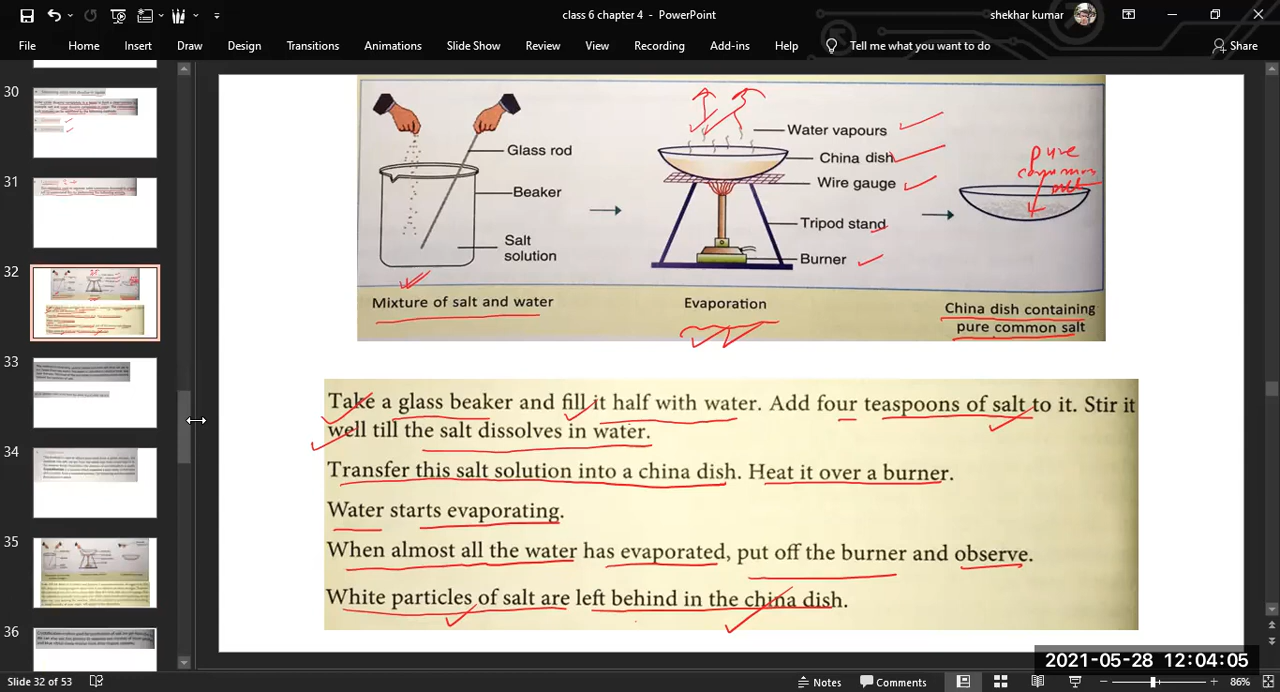 class 6 chapter 4 - PowerPoint
shekhar kumar
File Home Insert Draw Design Transitions Animations Slide Show Review View Recording Add-ins Help Tell me what you want to do Share
30
31
32
33
34
35
36
Glass rod
Beaker
Salt
solution
Mixture of salt and water
Water vapours
China dish
Wire gauge
Tripod stand
Burner
Evaporation
pure
common
salt
China dish containing
pure common salt
Take a glass beaker and fill it half with water. Add four teaspoons of salt to it. Stir it
well till the salt dissolves in water.
Transfer this salt solution into a china dish. Heat it over a burner.
Water starts evaporating.
When almost all the water has evaporated, put off the burner and observe.
White particles of salt are left behind in the china dish.
2021-05-28 12:04:05
Slide 32 of 53
Notes
Comments
86%